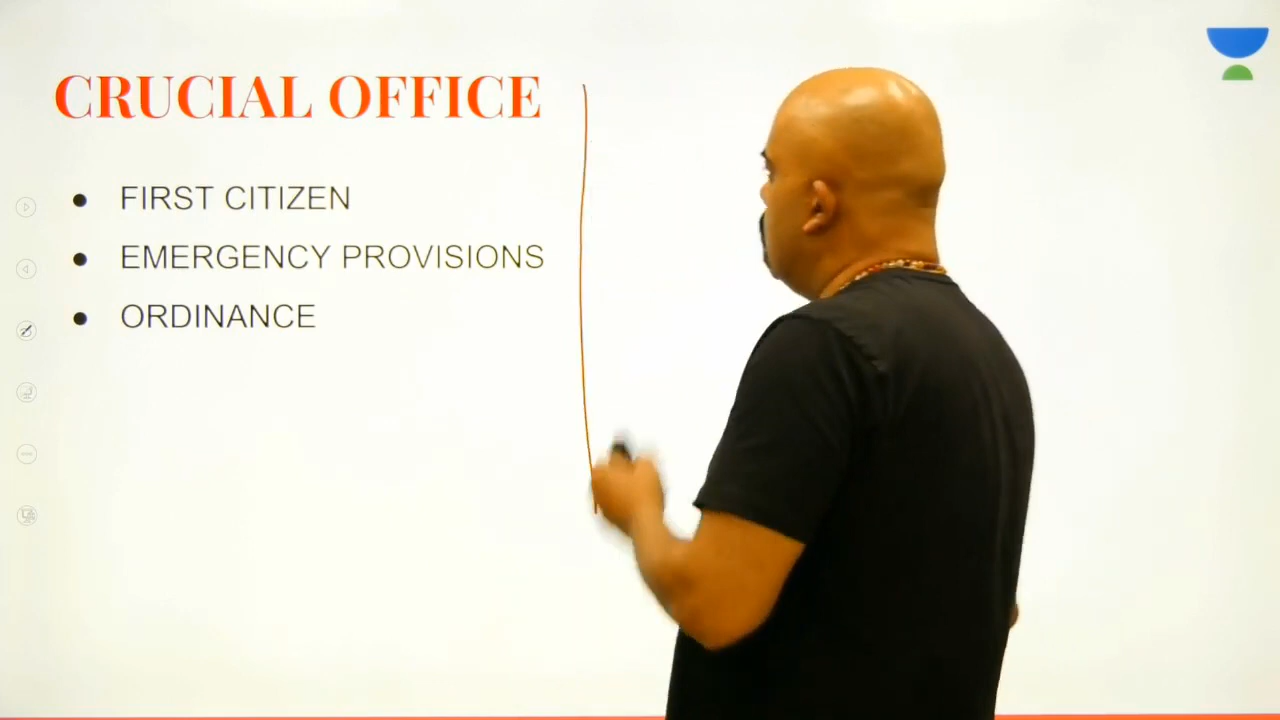 CRUCIAL OFFICE
FIRST CITIZEN
EMERGENCY PROVISIONS
ORDINANCE